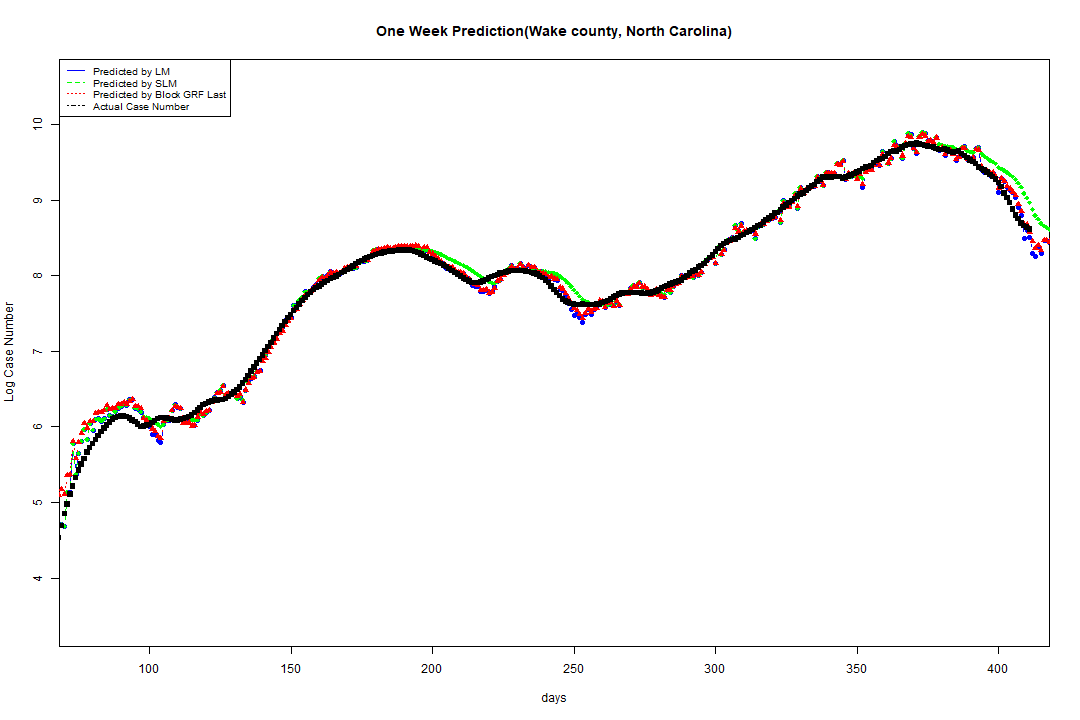 One Week Prediction(Wake county, North Carolina)
Predicted by LM
Predicted by SLM
Predicted by Block GRF Last
Actual Case Number
Log Case Number
10
9
8
7
6
5
4
100 150 200 250 300 350 400
days